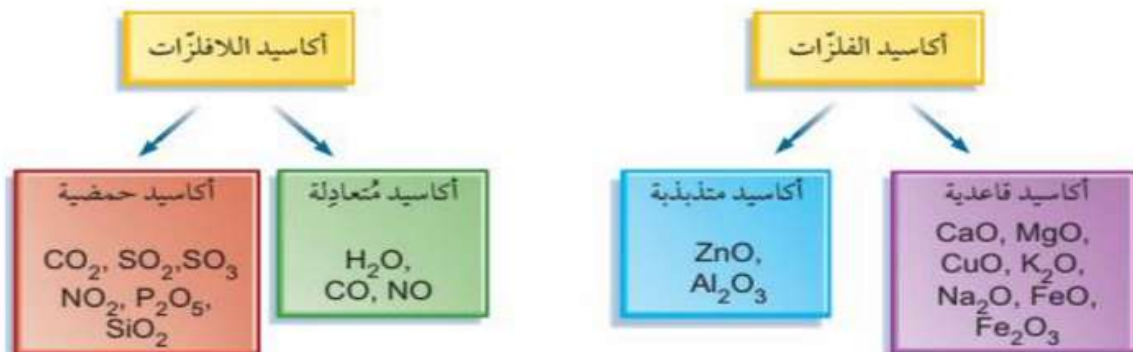 أكاسيد الفلزّات
أكاسيد اللافلزّات
أكاسيد قاعدية
CaO, MgO,
CuO, K₂O,
Na₂O, FeO,
Fe₂O₃
أكاسيد متذبذبة
ZnO,
Al₂O₃
أكاسيد مُتعادِلة
H₂O,
CO, NO
أكاسيد حمضية
CO₂, SO₂,SO₃
NO₂, P₂O₅,
SiO₂